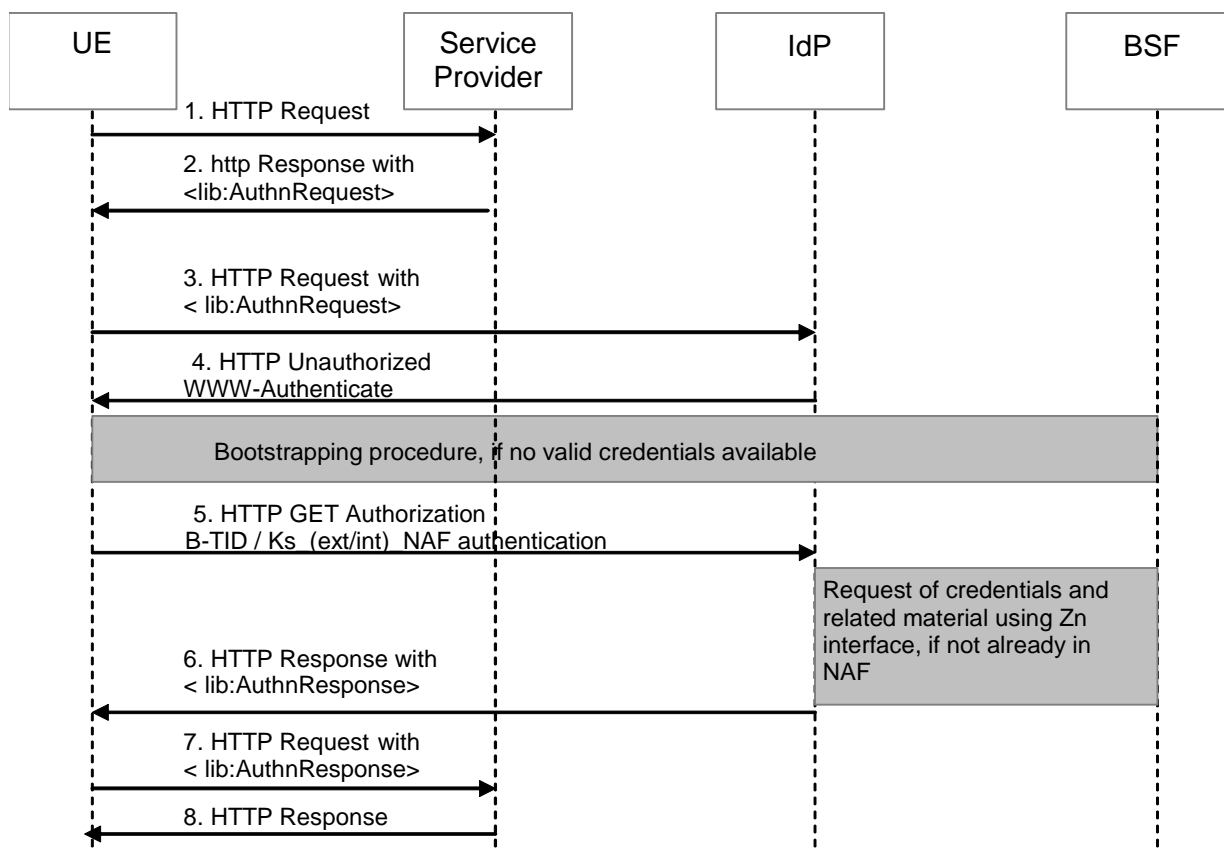 UE
Service
Provider
IdP
BSF
1. HTTP Request
2. http Response with
<lib:AuthnRequest>
3. HTTP Request with
< lib:AuthnRequest>
4. HTTP Unauthorized
WWW-Authenticate
Bootstrapping procedure, if no valid credentials available
5. HTTP GET Authorization
B-TID / Ks_(ext/int)_NAF authentication
Request of credentials and
related material using Zn
interface, if not already in
NAF
6. HTTP Response with
< lib:AuthnResponse>
7. HTTP Request with
< lib:AuthnResponse>
8. HTTP Response